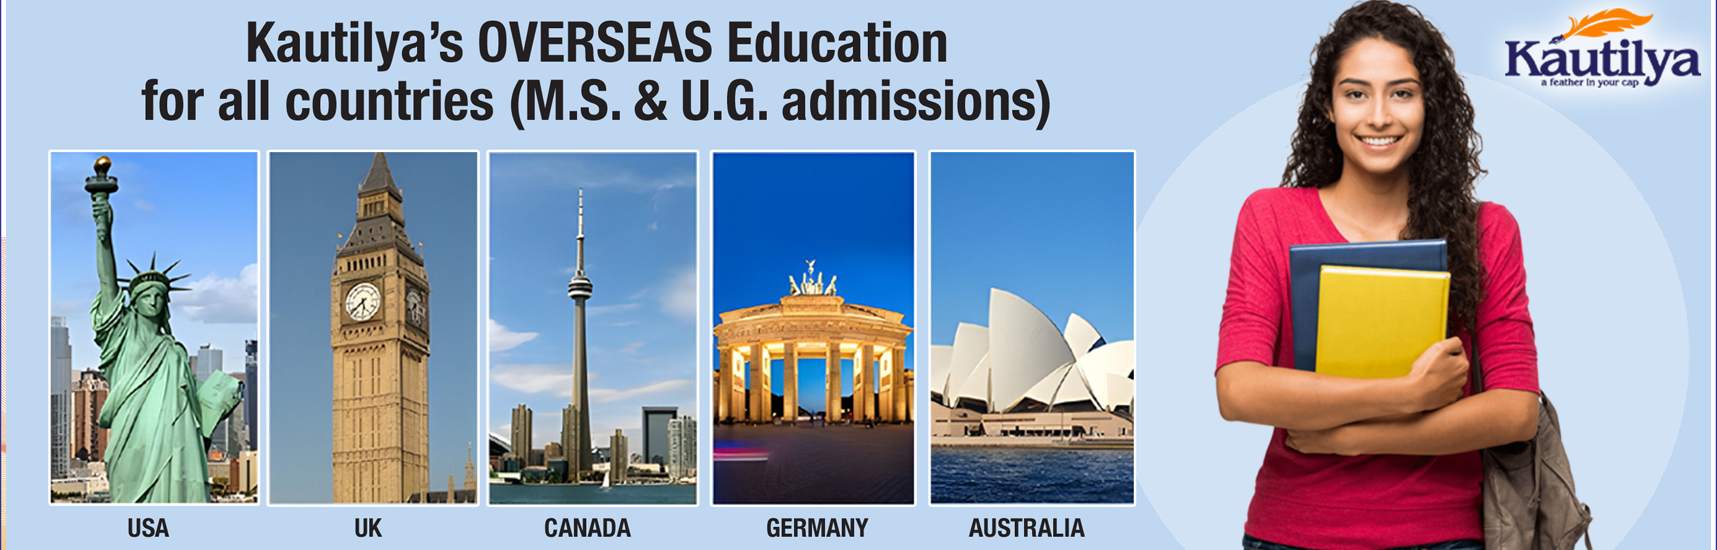 Kautilya’s OVERSEAS Education
for all countries (M.S. & U.G. admissions)
Kautilya
a feather in your cap
USA
UK
CANADA
GERMANY
AUSTRALIA